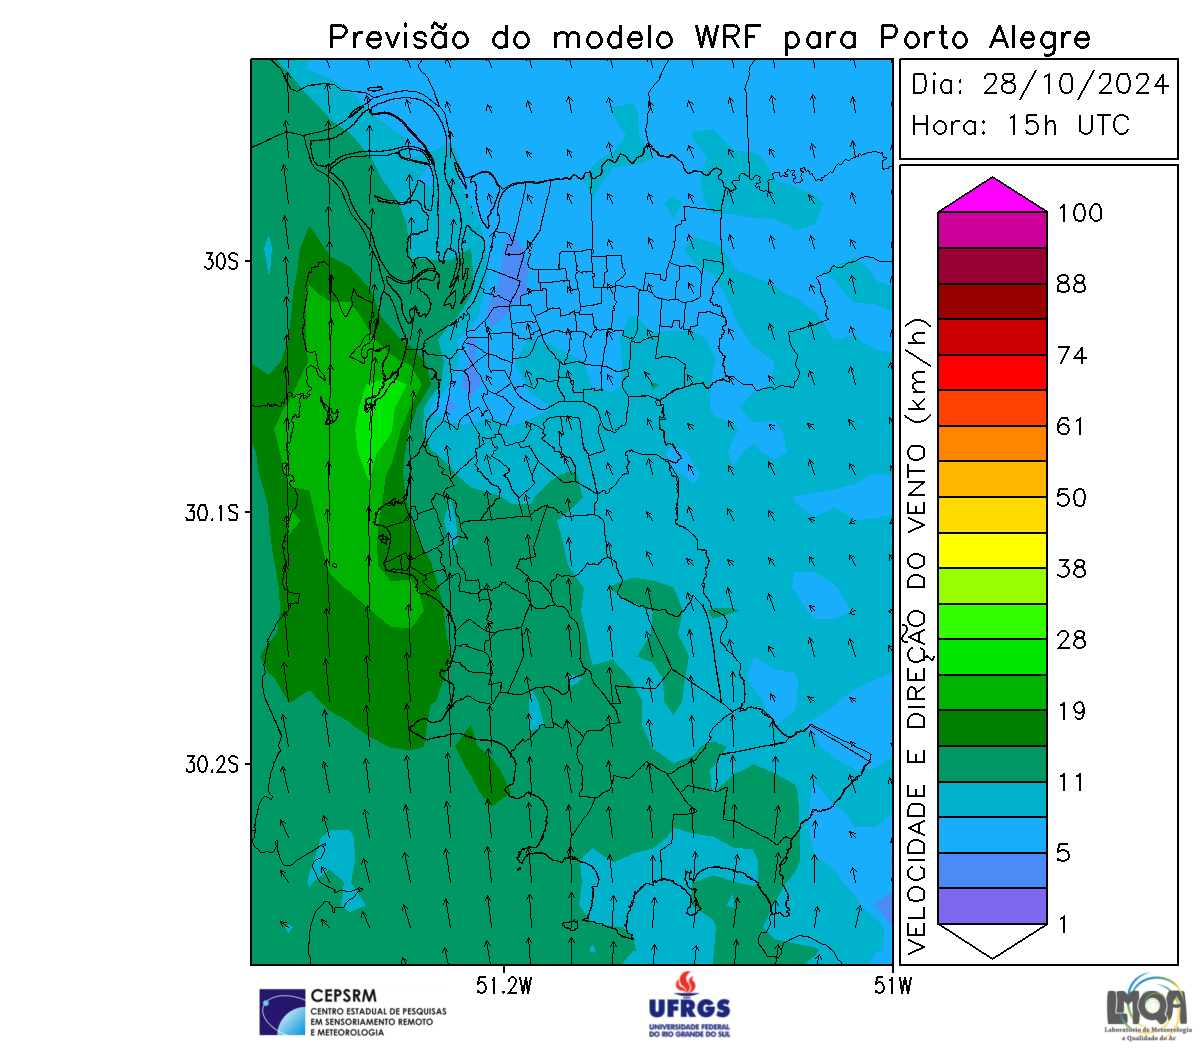 Previsão do modelo WRF para Porto Alegre
Dia: 28/10/2024
Hora: 15h UTC
30S
30.1S
30.2S
51.2W
51W
VELOCIDADE E DIREÇÃO DO VENTO (km/h)
100
88
74
61
50
38
28
19
11
5
1
CEPSRM
CENTRO ESTADUAL DE PESQUISAS
EM SENSORIAMENTO REMOTO
E METEOROLOGIA
UFRGS
UNIVERSIDADE FEDERAL
DO RIO GRANDE DO SUL
LMQA
Laboratório de Meteorologia
e Qualidade do Ar